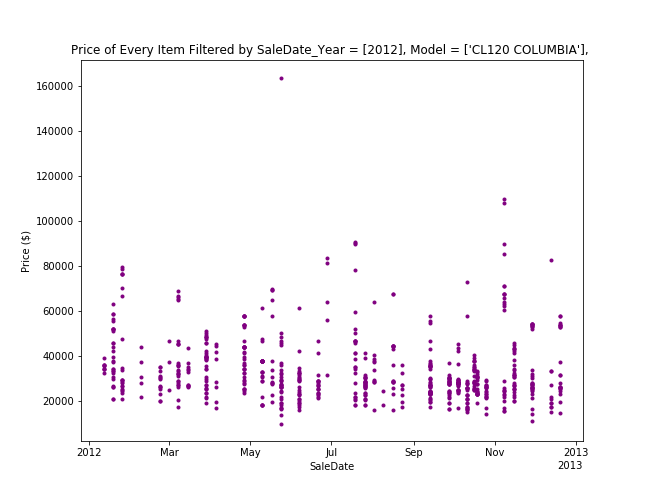 Price of Every Item Filtered by SaleDate_Year = [2012], Model = ['CL120 COLUMBIA'],
160000
140000
120000
100000
80000
60000
40000
20000
Price ($)
2012
Mar
May
Jul
Sep
Nov
2013
2013
SaleDate